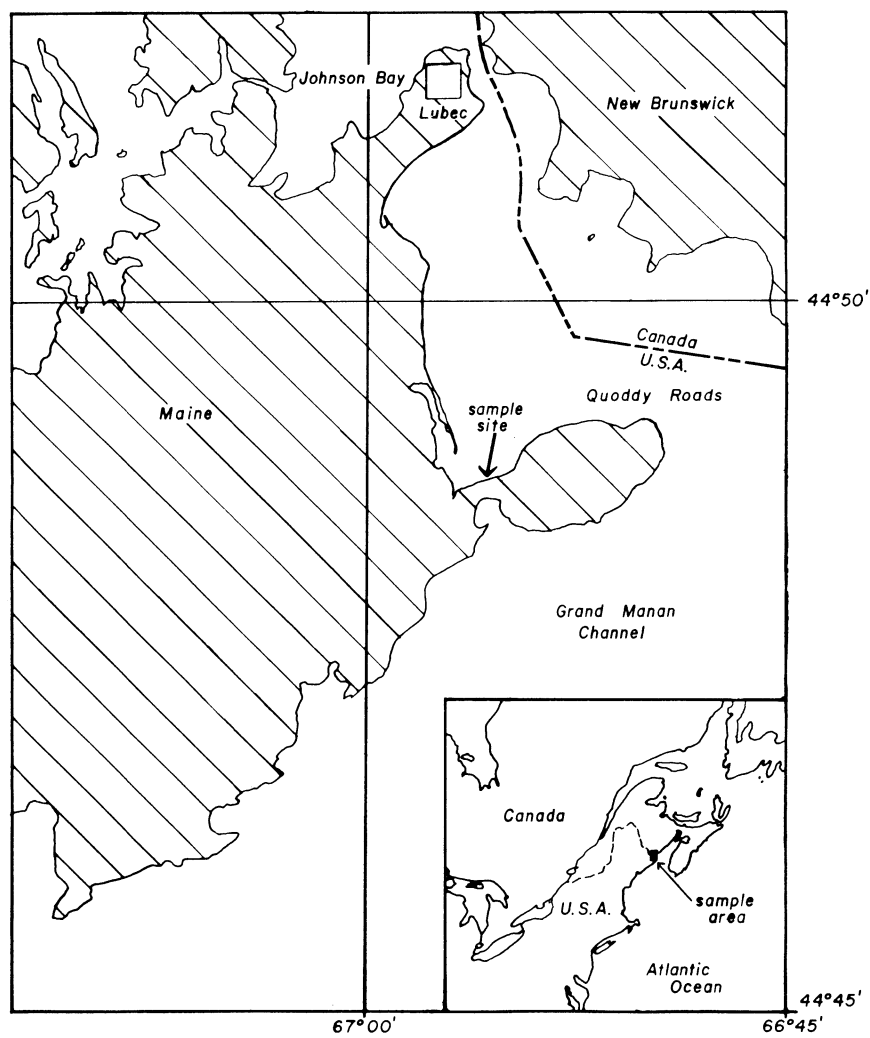 Johnson Bay
Lubec
New Brunswick
44°50'
Canada
U.S.A.
Quoddy Roads
Maine
sample
site
Grand Manan
Channel
Canada
U.S.A.
sample
area
Atlantic
Ocean
44°45'
67°00'
66°45'